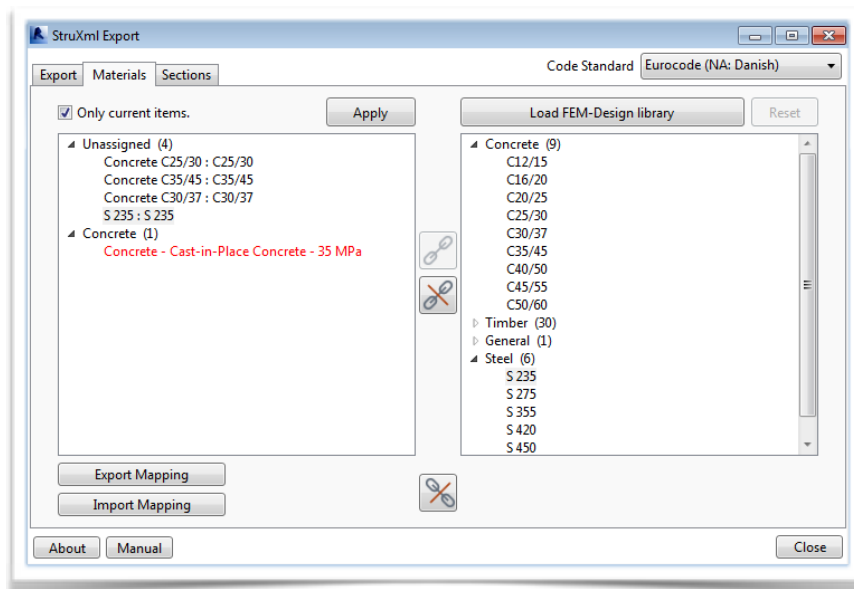 StruXml Export
Export Materials Sections
Code Standard Eurocode (NA: Danish)
Only current items.
Apply
Load FEM-Design library
Reset
Unassigned (4)
Concrete C25/30 : C25/30
Concrete C35/45 : C35/45
Concrete C30/37 : C30/37
S 235 : S 235
Concrete (1)
Concrete - Cast-in-Place Concrete - 35 MPa
Concrete (9)
C12/15
C16/20
C20/25
C25/30
C30/37
C35/45
C40/50
C45/55
C50/60
Timber (30)
General (1)
Steel (6)
S 235
S 275
S 355
S 420
S 450
Export Mapping
Import Mapping
About
Manual
Close